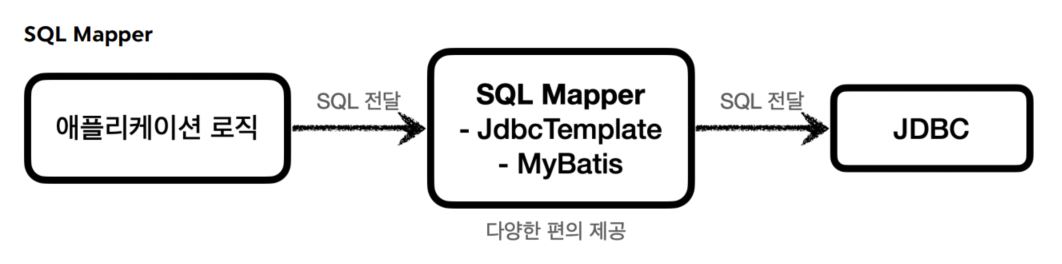 SQL Mapper
애플리케이션 로직
SQL 전달
SQL Mapper
- JdbcTemplate
- MyBatis
SQL 전달
JDBC
다양한 편의 제공